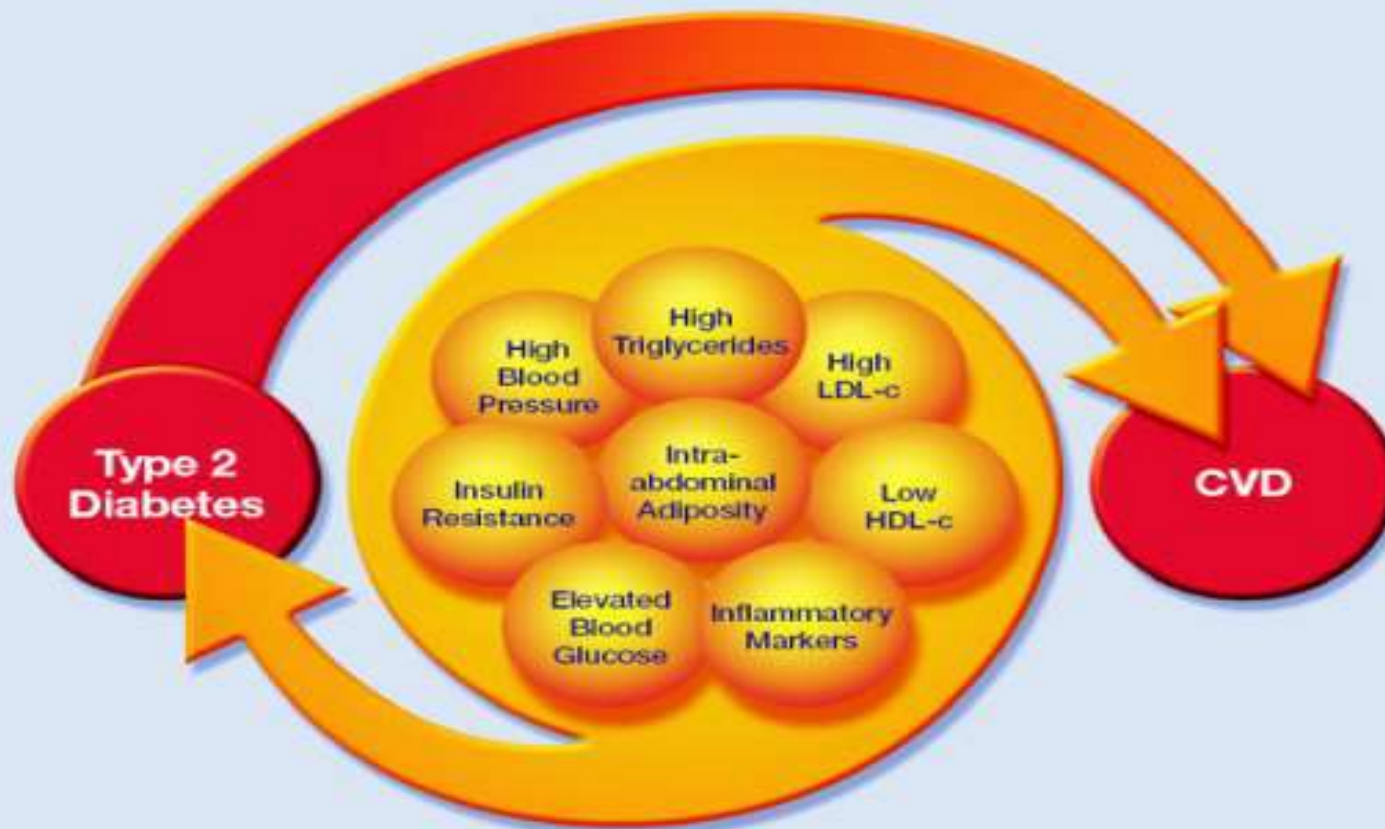 High
Triglycerides
High
Blood
Pressure
High
LDL-c
Type 2
Diabetes
Insulin
Resistance
Intra-
abdominal
Adiposity
Low
HDL-c
CVD
Elevated
Blood
Glucose
Inflammatory
Markers